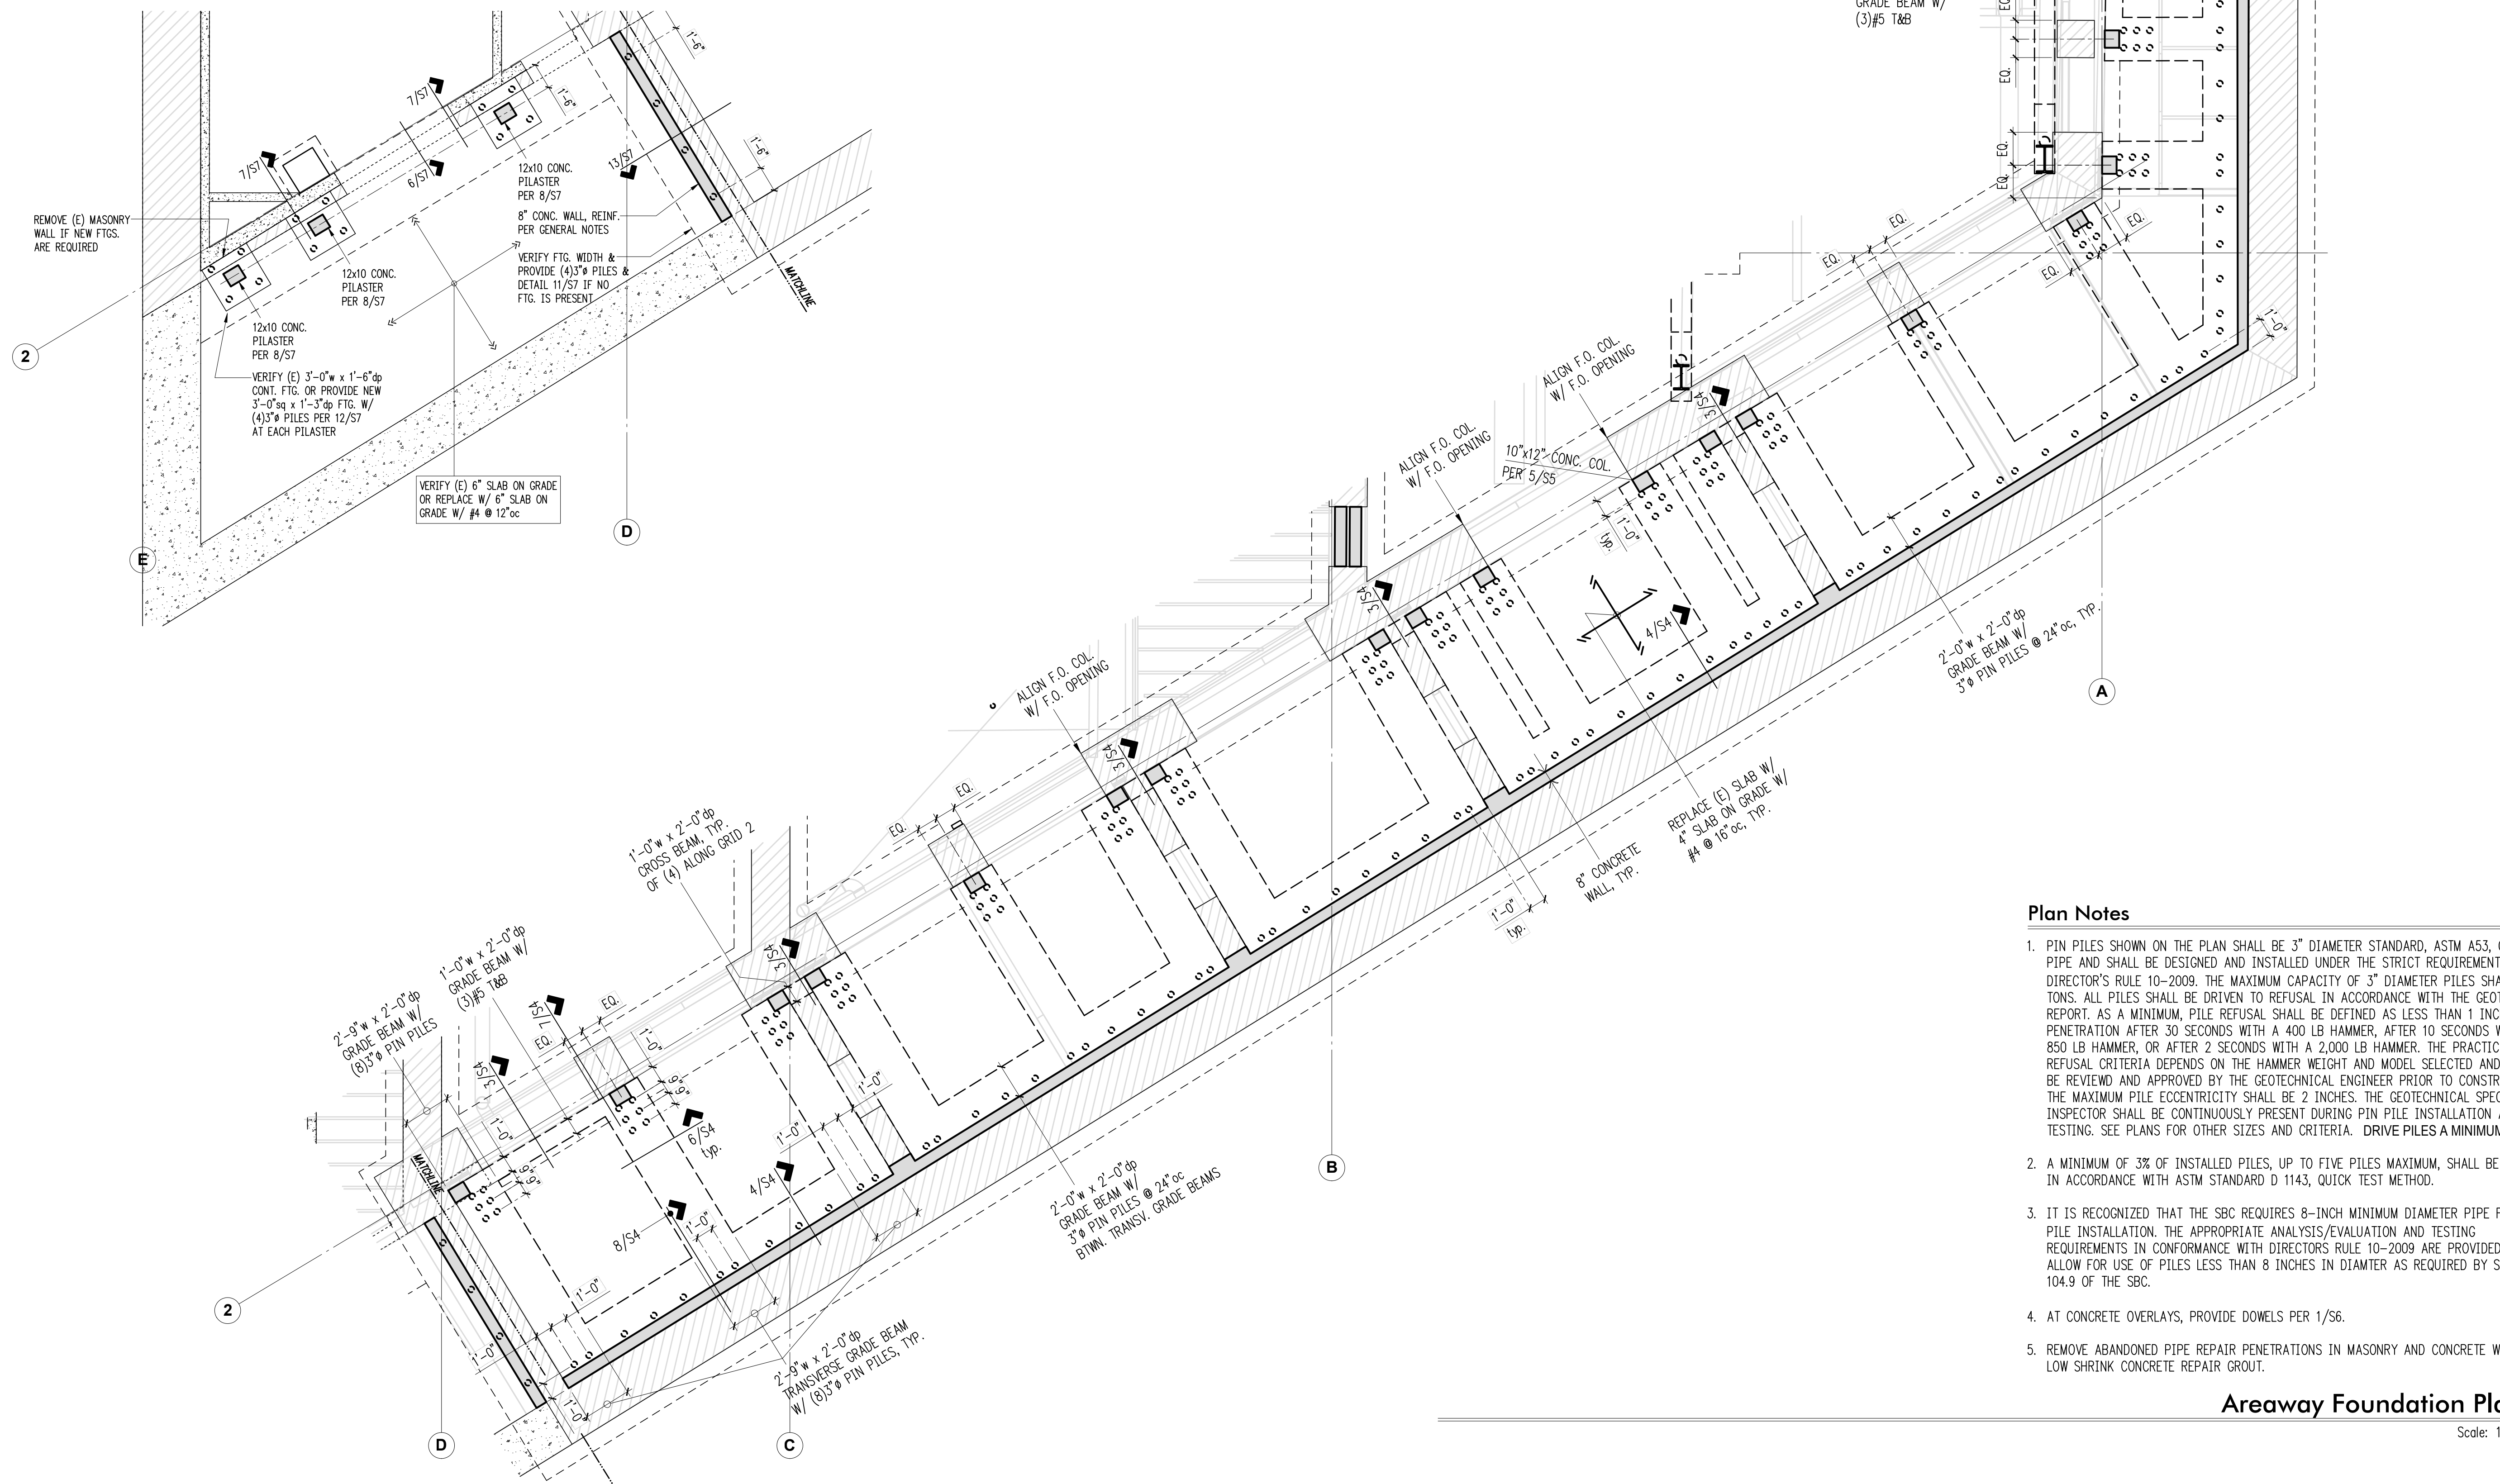 GRADE BEAM W/
(3)#5 T&B
EQ.
EQ.
EQ.
EQ.
EQ.
EQ.
EQ.
EQ.
EQ.
1'-0"
1'-6"
1'-6"
1'-6"
7/S7
7/S7
6/S7
13/S7
12x10 CONC.
PILASTER
PER 8/S7
8" CONC. WALL, REINF.
PER GENERAL NOTES
VERIFY FTG. WIDTH &
PROVIDE (4)3"ø PILES &
DETAIL 11/S7 IF NO
FTG. IS PRESENT
MATCHLINE
REMOVE (E) MASONRY
WALL IF NEW FTGS.
ARE REQUIRED
12x10 CONC.
PILASTER
PER 8/S7
12x10 CONC.
PILASTER
PER 8/S7
2
VERIFY (E) 3'-0"w x 1'-6"dp
CONT. FTG. OR PROVIDE NEW
3'-0"sq x 1'-3"dp FTG. W/
(4)3"ø PILES PER 12/S7
AT EACH PILASTER
VERIFY (E) 6" SLAB ON GRADE
OR REPLACE W/ 6" SLAB ON
GRADE W/ #4 @ 12"oc
D
E
ALIGN F.O. COL.
W/ F.O. OPENING
ALIGN F.O. COL.
W/ F.O. OPENING
10"x12" CONC. COL.
PER 5/S5
3/S4
1'-0"
typ.
3/S4
4/S4
2'-0"w x 2'-0"dp
GRADE BEAM W/
3"ø PIN PILES @ 24"oc, TYP.
A
ALIGN F.O. COL.
W/ F.O. OPENING
3/S4
EQ.
EQ.
REPLACE (E) SLAB W/
4" SLAB ON GRADE W/
#4 @ 16"oc, TYP.
8" CONCRETE
WALL, TYP.
1'-0"
typ.
1'-0"w x 2'-0"dp
CROSS BEAM, TYP.
OF (4) ALONG GRID 2
3/S4
1'-0"w x 2'-0"dp
GRADE BEAM W/
(3)#5 T&B
2'-9"w x 2'-0"dp
GRADE BEAM W/
(8)3"ø PIN PILES
7/S4
EQ.
EQ.
1'-0"
9"
9"
3/S4
1'-0"
9"
9"
6/S4
typ.
1'-0"
1'-0"
4/S4
8/S4
1'-0"
MATCHLINE
2
1'-0"
1'-0"
1'-0"
2'-0"w x 2'-0"dp
GRADE BEAM W/
3"ø PIN PILES @ 24"oc
BTWN. TRANSV. GRADE BEAMS
B
2'-9"w x 2'-0"dp
TRANSVERSE GRADE BEAM
W/ (8)3"ø PIN PILES, TYP.
D
C
Plan Notes
1. PIN PILES SHOWN ON THE PLAN SHALL BE 3" DIAMETER STANDARD, ASTM A53,
PIPE AND SHALL BE DESIGNED AND INSTALLED UNDER THE STRICT REQUIREMENT
DIRECTOR'S RULE 10-2009. THE MAXIMUM CAPACITY OF 3" DIAMETER PILES SHA
TONS. ALL PILES SHALL BE DRIVEN TO REFUSAL IN ACCORDANCE WITH THE GEOT
REPORT. AS A MINIMUM, PILE REFUSAL SHALL BE DEFINED AS LESS THAN 1 INC
PENETRATION AFTER 30 SECONDS WITH A 400 LB HAMMER, AFTER 10 SECONDS W
850 LB HAMMER, OR AFTER 2 SECONDS WITH A 2,000 LB HAMMER. THE PRACTIC
REFUSAL CRITERIA DEPENDS ON THE HAMMER WEIGHT AND MODEL SELECTED AND
BE REVIEWD AND APPROVED BY THE GEOTECHNICAL ENGINEER PRIOR TO CONSTR
THE MAXIMUM PILE ECCENTRICITY SHALL BE 2 INCHES. THE GEOTECHNICAL SPEC
INSPECTOR SHALL BE CONTINUOUSLY PRESENT DURING PIN PILE INSTALLATION
TESTING. SEE PLANS FOR OTHER SIZES AND CRITERIA. DRIVE PILES A MINIMUM
2. A MINIMUM OF 3% OF INSTALLED PILES, UP TO FIVE PILES MAXIMUM, SHALL BE
IN ACCORDANCE WITH ASTM STANDARD D 1143, QUICK TEST METHOD.
3. IT IS RECOGNIZED THAT THE SBC REQUIRES 8-INCH MINIMUM DIAMETER PIPE F
PILE INSTALLATION. THE APPROPRIATE ANALYSIS/EVALUATION AND TESTING
REQUIREMENTS IN CONFORMANCE WITH DIRECTORS RULE 10-2009 ARE PROVIDED
ALLOW FOR USE OF PILES LESS THAN 8 INCHES IN DIAMTER AS REQUIRED BY S
104.9 OF THE SBC.
4. AT CONCRETE OVERLAYS, PROVIDE DOWELS PER 1/S6.
5. REMOVE ABANDONED PIPE REPAIR PENETRATIONS IN MASONRY AND CONCRETE W
LOW SHRINK CONCRETE REPAIR GROUT.
Areaway Foundation Pla
Scale: 1